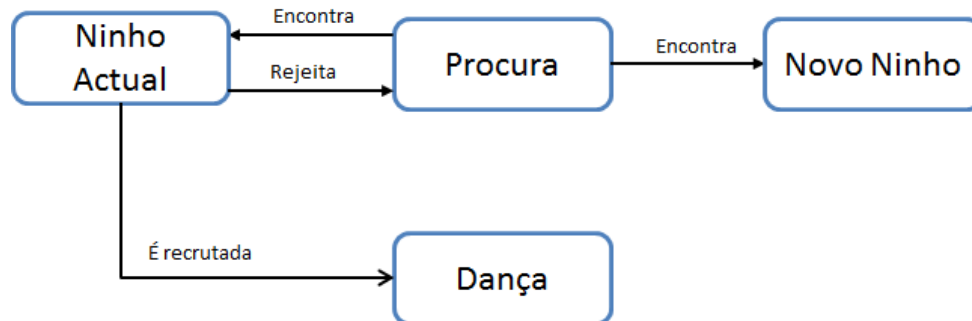 Ninho
Actual
Encontra
Rejeita
Procura
Encontra
Novo Ninho
É recrutada
Dança